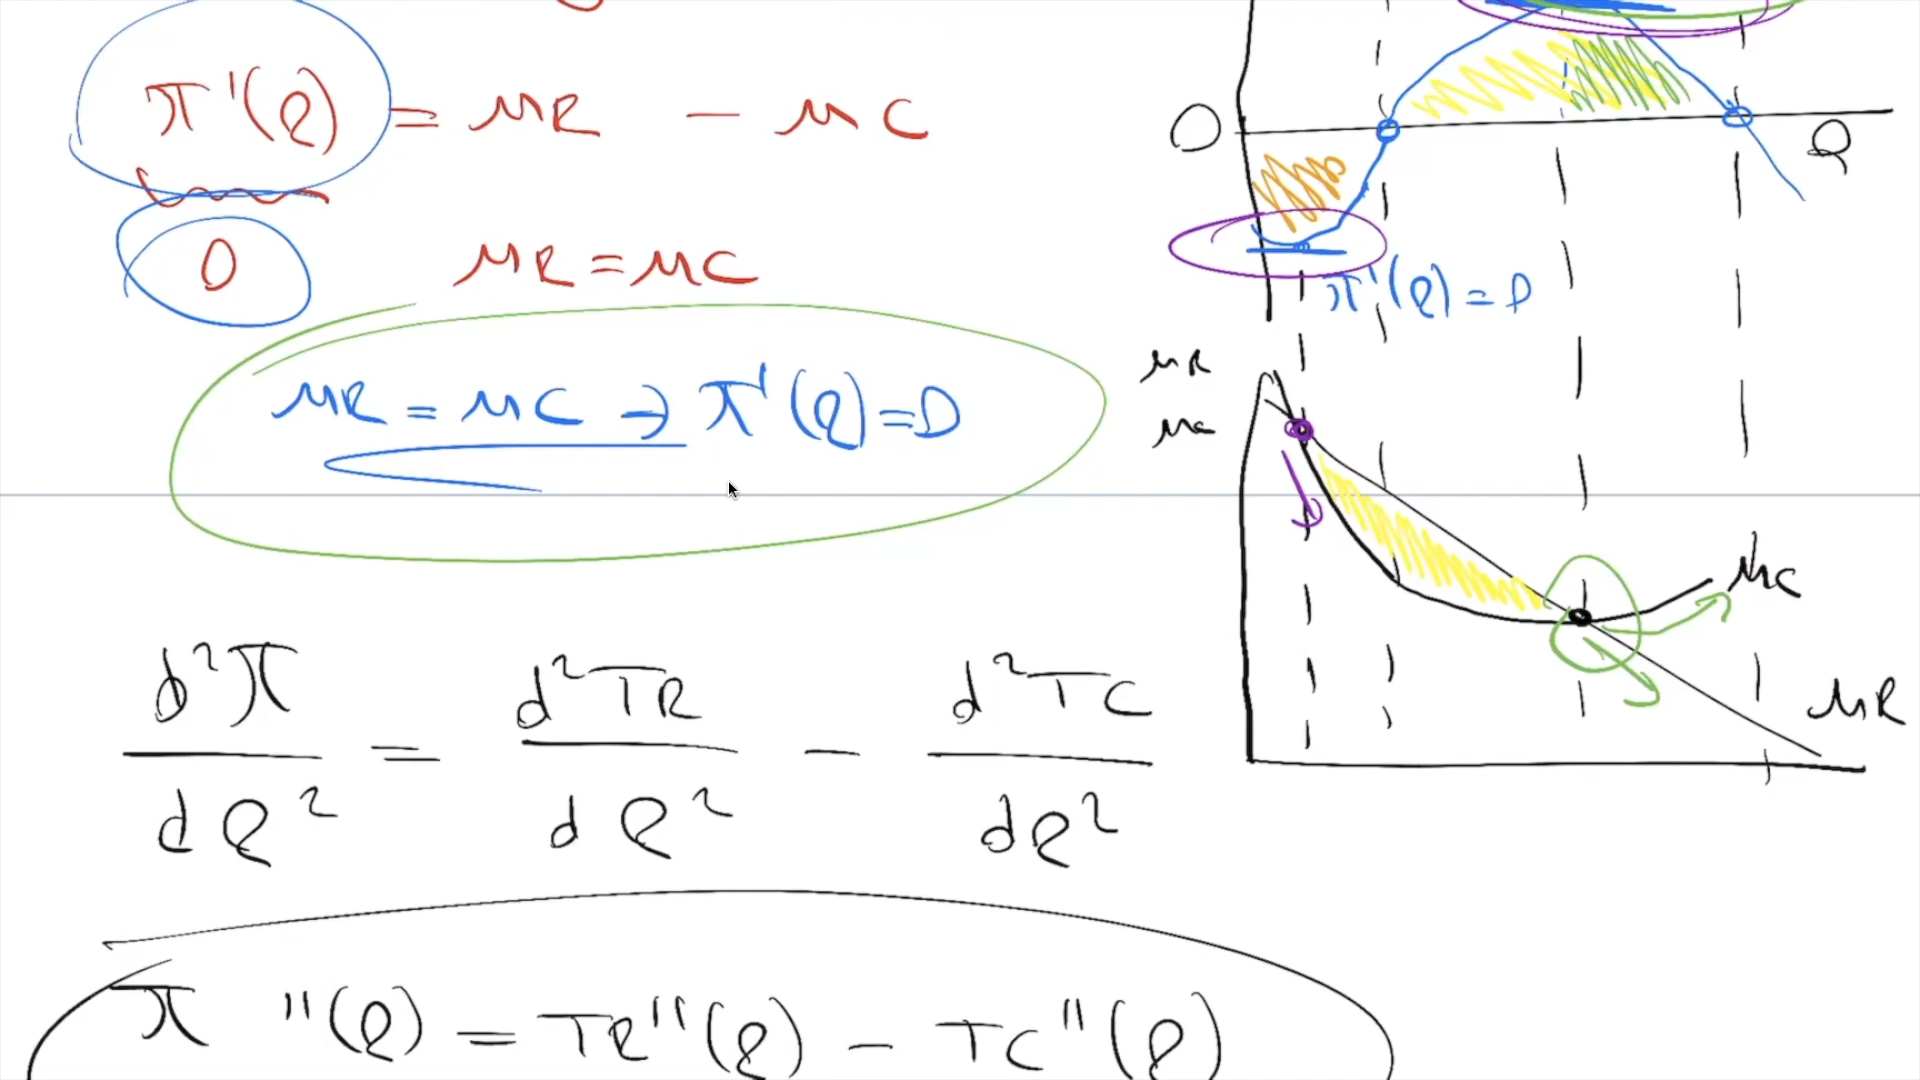 π'(Q) = MR - MC
0 MR = MC
MR = MC → π'(Q) = 0
d²π/dQ² = d²TR/dQ² - d²TC/dQ²
π''(Q) = TR''(Q) - TC''(Q)
0
Q
π'(Q) = 0
MR
MC
MC
MR